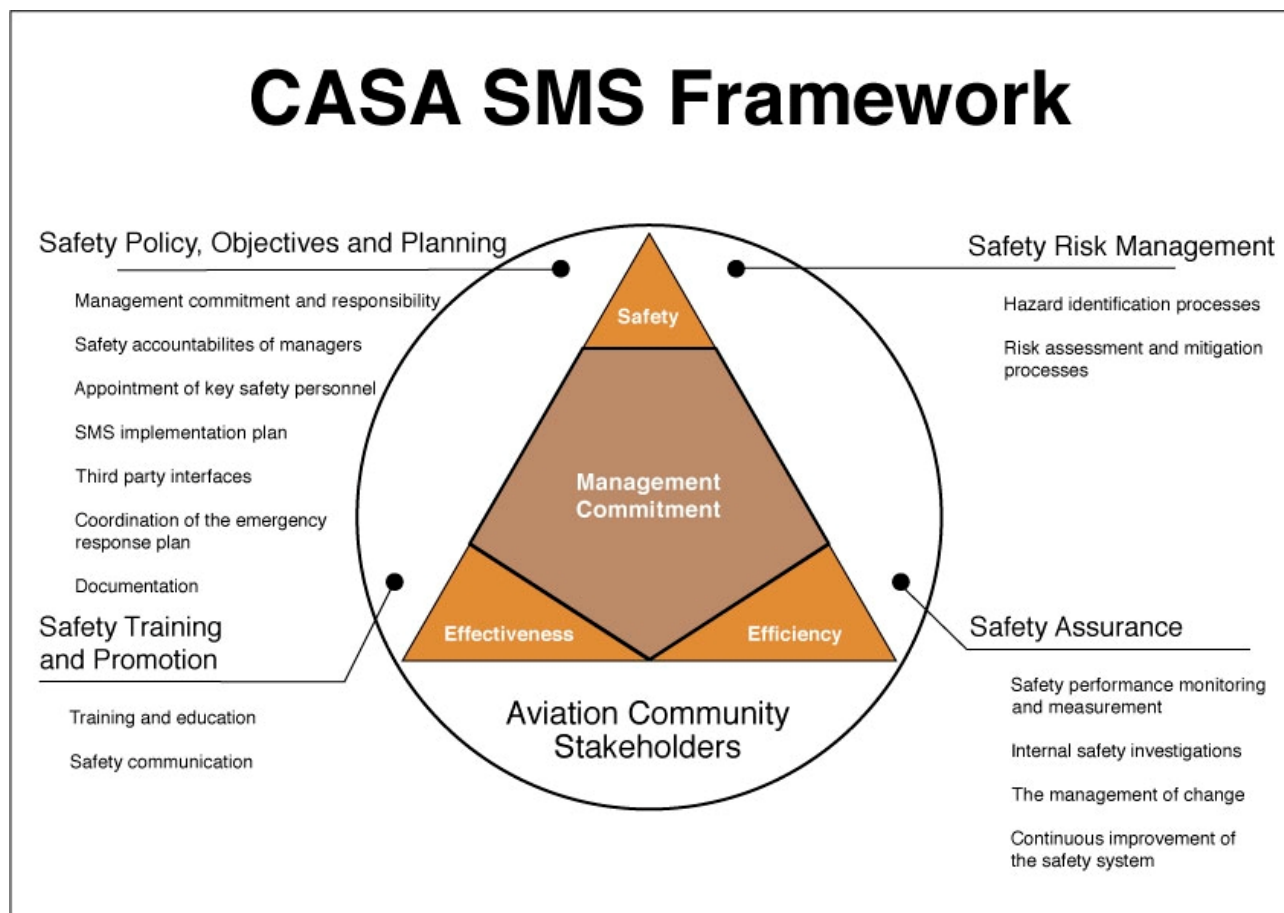 CASA SMS Framework
Safety Policy, Objectives and Planning
Management commitment and responsibility
Safety accountabilites of managers
Appointment of key safety personnel
SMS implementation plan
Third party interfaces
Coordination of the emergency
response plan
Documentation
Safety Risk Management
Hazard identification processes
Risk assessment and mitigation
processes
Safety
Management
Commitment
Effectiveness
Efficiency
Aviation Community
Stakeholders
Safety Training
and Promotion
Training and education
Safety communication
Safety Assurance
Safety performance monitoring
and measurement
Internal safety investigations
The management of change
Continuous improvement of
the safety system